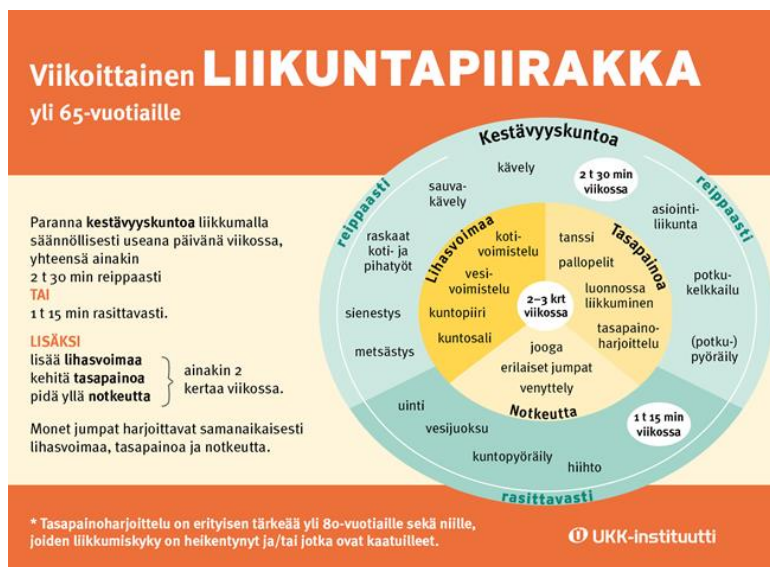 Viikoittainen LIIKUNTAPIIRAKKA
yli 65-vuotiaille
Paranna kestävyyskuntoa liikkumalla
säännöllisesti useana päivänä viikossa,
yhteensä ainakin
2 t 30 min reippaasti
TAI
1 t 15 min rasittavasti.
LISÄKSI
lisää lihasvoimaa
kehitä tasapainoa
pidä yllä notkeutta
ainakin 2
kertaa viikossa.
Monet jumpat harjoittavat samanaikaisesti
lihasvoimaa, tasapainoa ja notkeutta.
Kestävyyskuntoa
reippaasti
kävely
2 t 30 min
viikossa
reippaasti
sauva-
kävely
asiointi-
liikunta
raskaat
koti- ja
pihatyöt
potku-
kelkkailu
sienestys
metsästys
(potku-)
pyöräily
Lihasvoimaa
koti-
voimistelu
vesi-
voimistelu
kuntopiiri
kuntosali
Tasapainoa
tanssi
pallopelit
luonnossa
liikkuminen
tasapaino-
harjoittelu
2–3 krt
viikossa
jooga
erilaiset jumpat
venyttely
Notkeutta
uinti
vesijuoksu
kuntopyöräily
hiihto
1 t 15 min
viikossa
rasittavasti
* Tasapainoharjoittelu on erityisen tärkeää yli 80-vuotiaille sekä niille,
joiden liikkumiskyky on heikentynyt ja/tai jotka ovat kaatuilleet.
UKK-instituutti